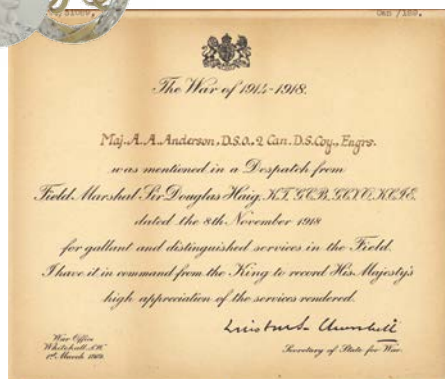 Can /189.
The War of 1914-1918.
Maj. A. A. Anderson, D.S.O., 2 Can. D.S. Coy., Engrs.
was mentioned in a Despatch from
Field Marshal Sir Douglas Haig, K.T. G.C.B. G.C.V.O. K.C.I.E.
dated the 8th November 1918
for gallant and distinguished services in the Field.
I have it in command from the King to record His Majesty's
high appreciation of the services rendered.
Winston S. Churchill
War Office
Whitehall, S.W.
1st March 1919.
Secretary of State for War.